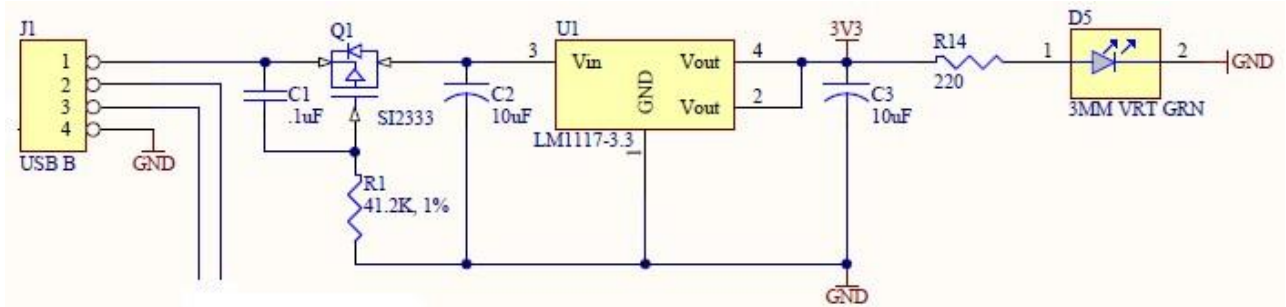 J1
1
2
3
4
USB B
GND
C1
.1uF
Q1
SI2333
R1
41.2K, 1%
C2
10uF
U1
3
Vin
GND
Vout
4
Vout
2
LM1117-3.3
1
3V3
C3
10uF
GND
R14
220
D5
1
2
3MM VRT GRN
GND